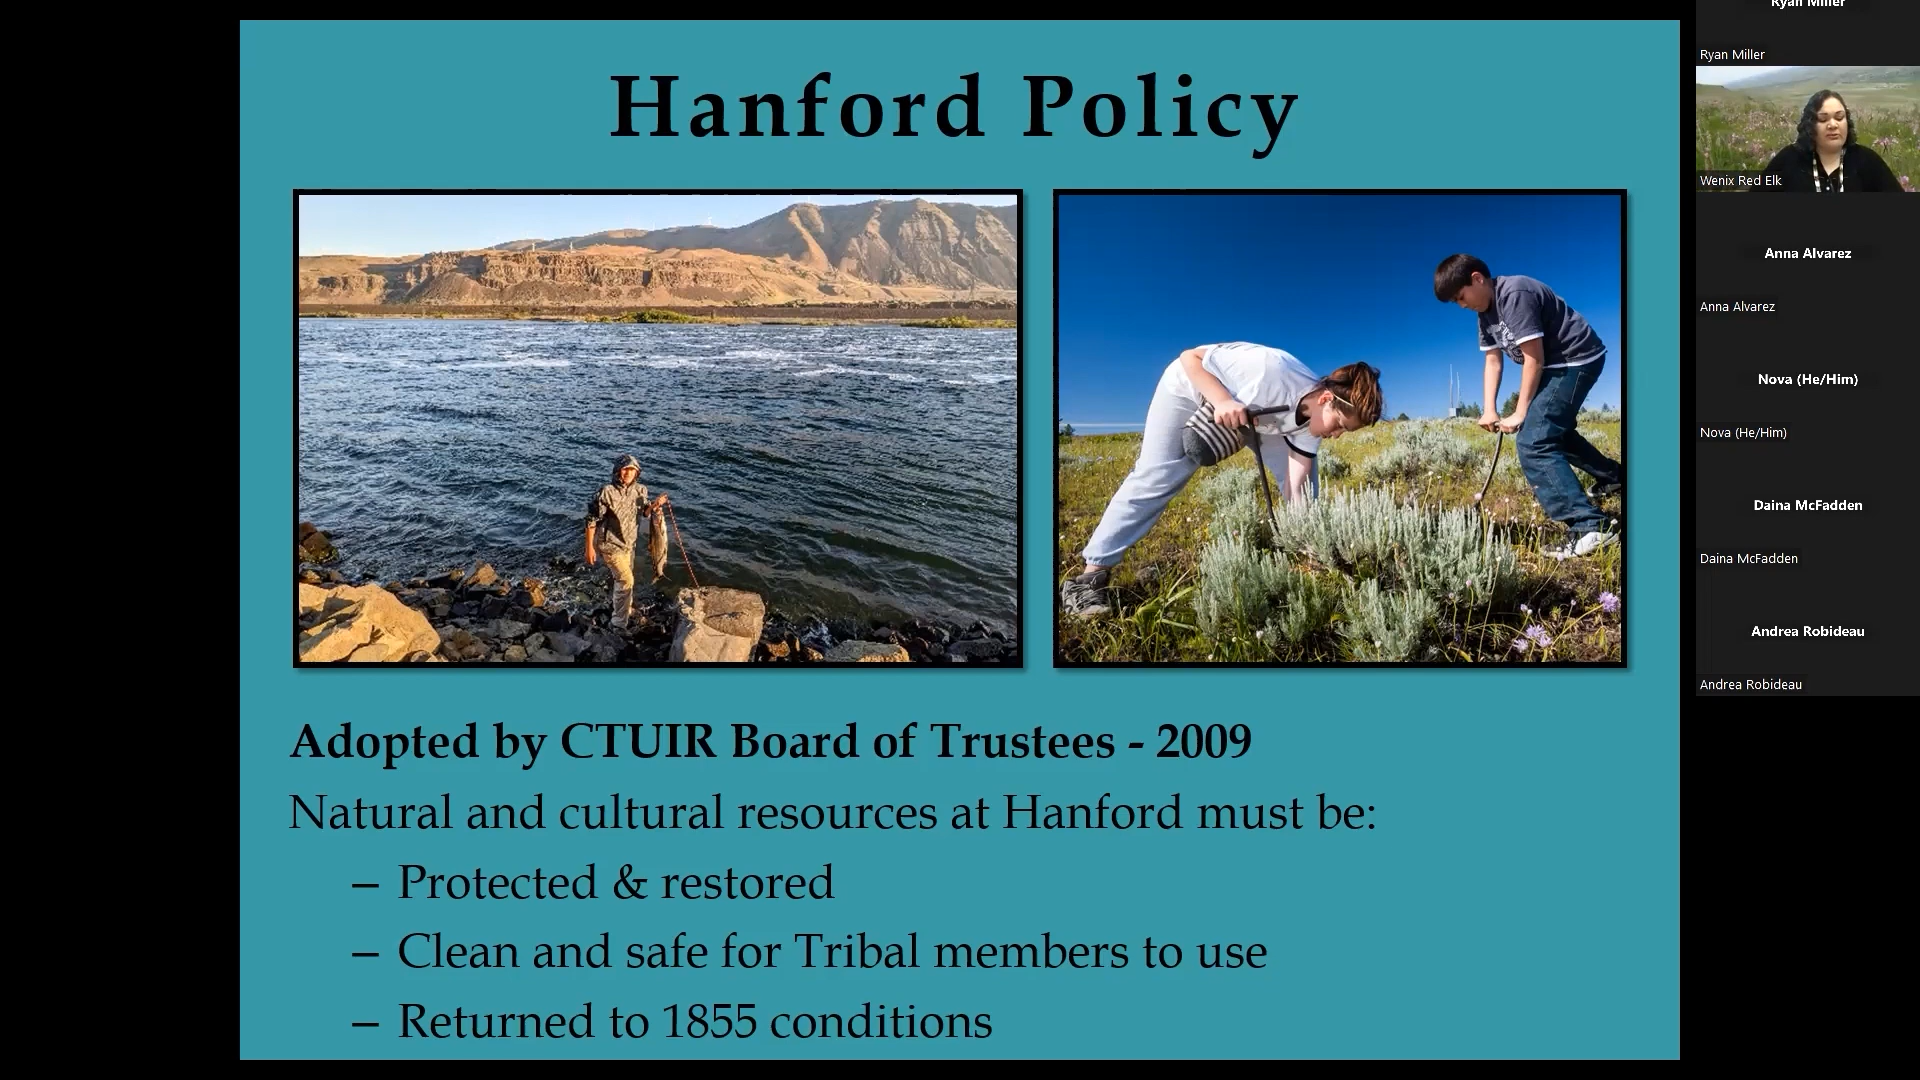 Hanford Policy
Adopted by CTUIR Board of Trustees - 2009
Natural and cultural resources at Hanford must be:
– Protected & restored
– Clean and safe for Tribal members to use
– Returned to 1855 conditions
Ryan Miller
Ryan Miller
Wenix Red Elk
Anna Alvarez
Anna Alvarez
Nova (He/Him)
Nova (He/Him)
Daina McFadden
Daina McFadden
Andrea Robideau
Andrea Robideau